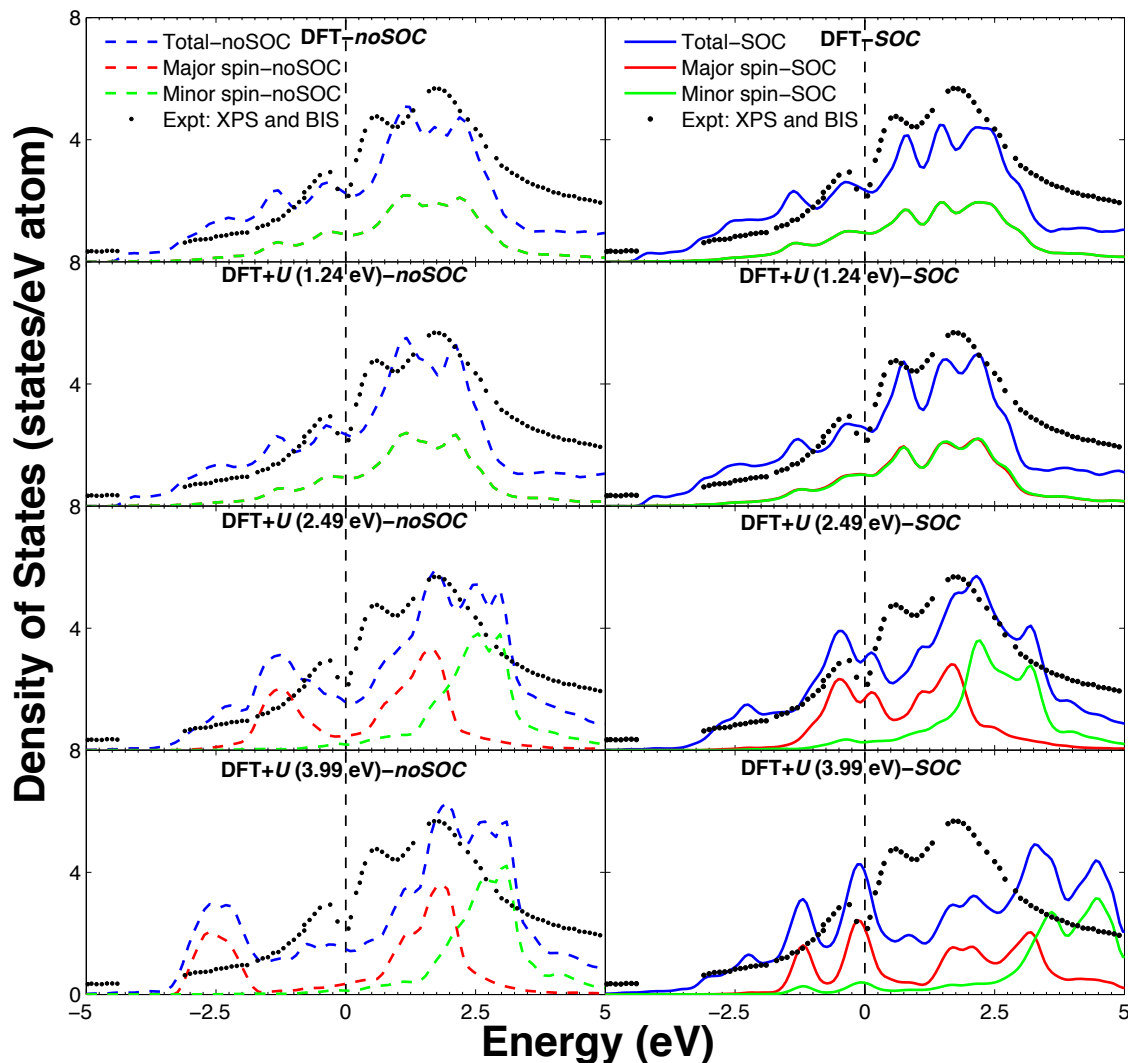 Density of States (states/eV atom)
8
4
8
4
8
4
8
4
0
DFT−noSOC
Total−noSOC
Major spin−noSOC
Minor spin−noSOC
Expt: XPS and BIS
DFT−SOC
Total−SOC
Major spin−SOC
Minor spin−SOC
Expt: XPS and BIS
DFT+U (1.24 eV)−noSOC
DFT+U (1.24 eV)−SOC
DFT+U (2.49 eV)−noSOC
DFT+U (2.49 eV)−SOC
DFT+U (3.99 eV)−noSOC
DFT+U (3.99 eV)−SOC
−5 −2.5 0 2.5 5 −2.5 0 2.5 5
Energy (eV)